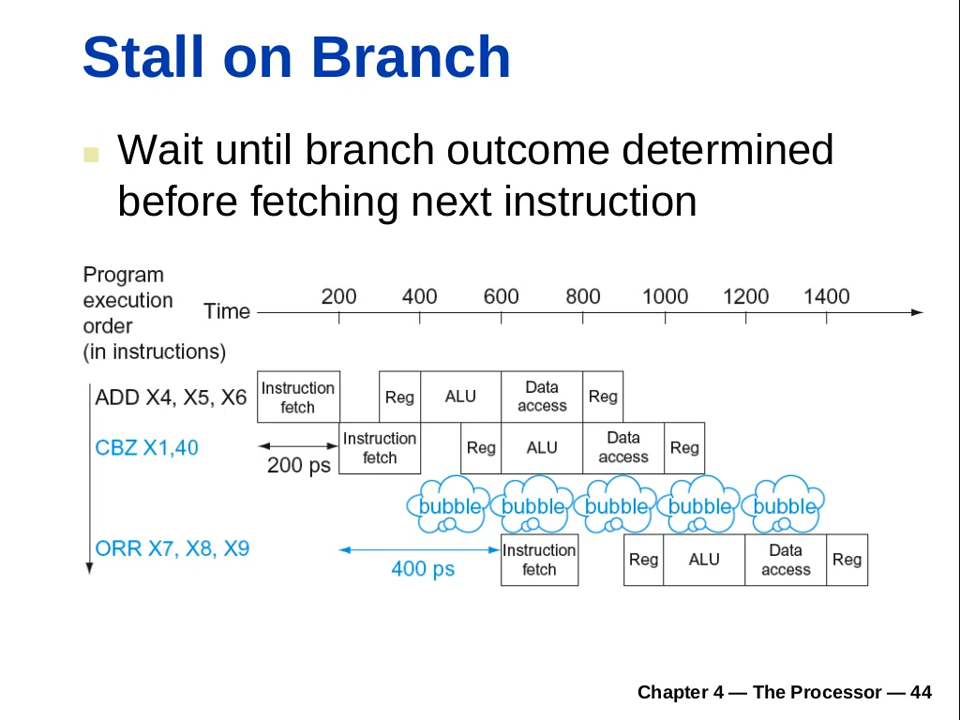 Stall on Branch
Wait until branch outcome determined
before fetching next instruction
Program
execution
order
(in instructions)
Time
200 400 600 800 1000 1200 1400
ADD X4, X5, X6
Instruction
fetch
Reg
ALU
Data
access
Reg
CBZ X1,40
200 ps
Instruction
fetch
Reg
ALU
Data
access
Reg
bubble bubble bubble bubble bubble
ORR X7, X8, X9
400 ps
Instruction
fetch
Reg
ALU
Data
access
Reg
Chapter 4 — The Processor — 44